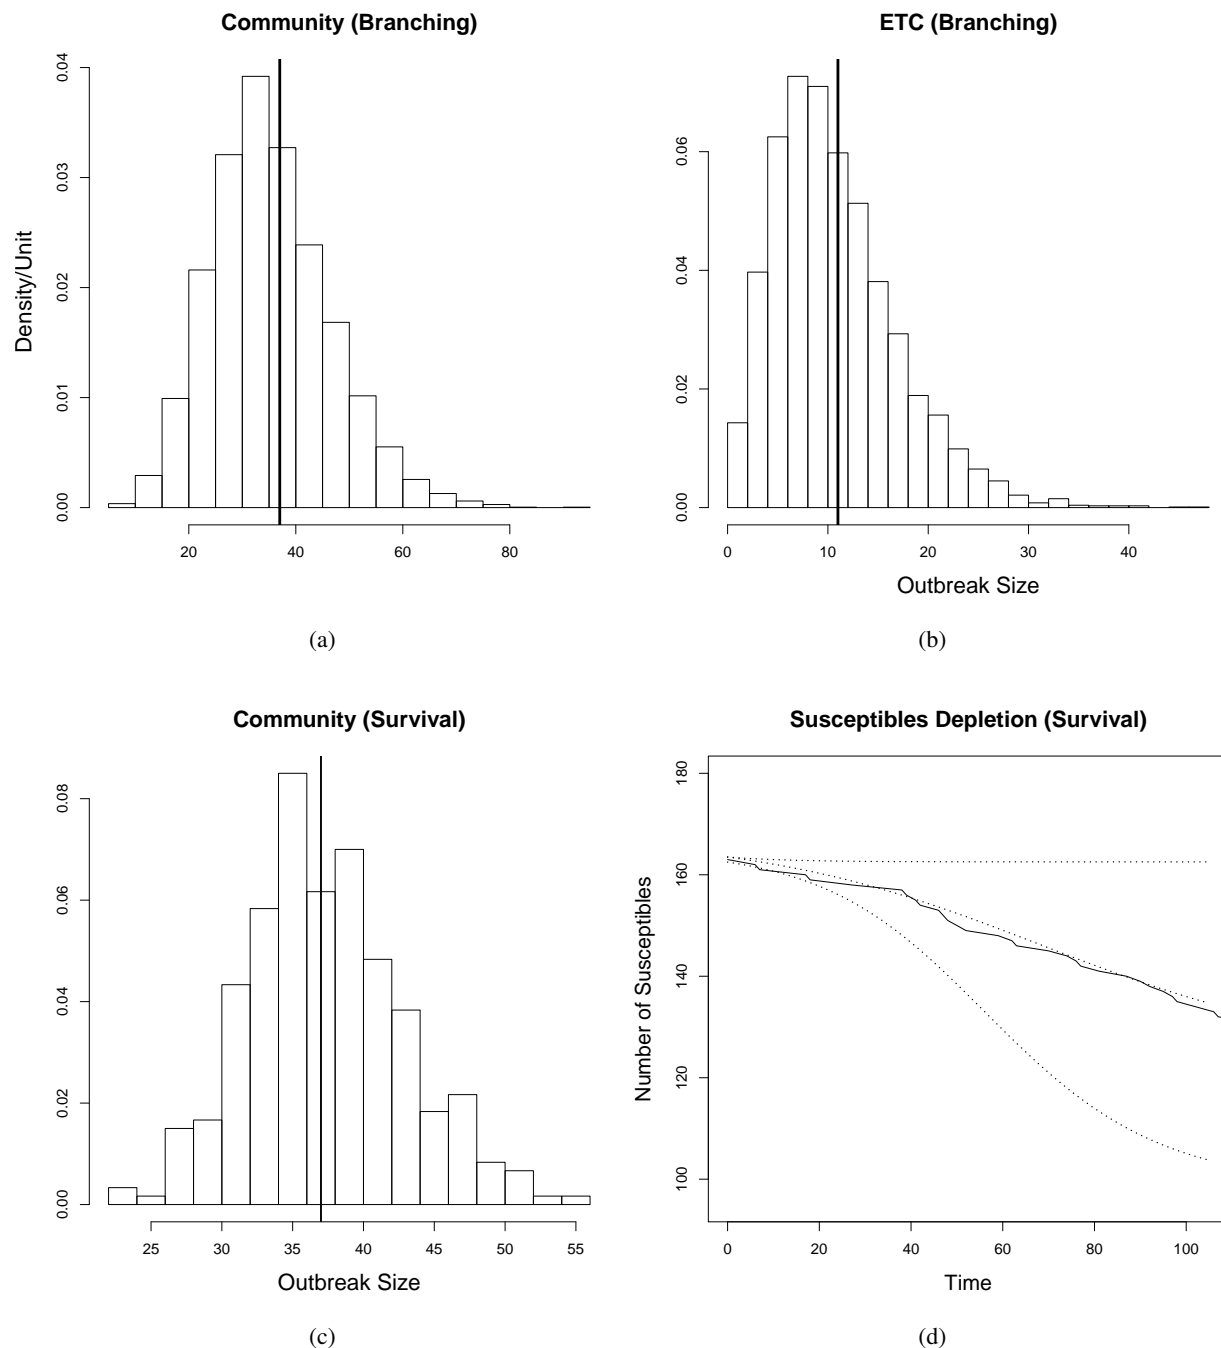 Community (Branching)
Density/Unit
0.00 0.01 0.02 0.03 0.04
20 40 60 80
(a)
ETC (Branching)
0.00 0.02 0.04 0.06
0 10 20 30 40
Outbreak Size
(b)
Community (Survival)
0.00 0.02 0.04 0.06 0.08
25 30 35 40 45 50 55
Outbreak Size
(c)
Susceptibles Depletion (Survival)
Number of Susceptibles
100 120 140 160 180
0 20 40 60 80 100
Time
(d)